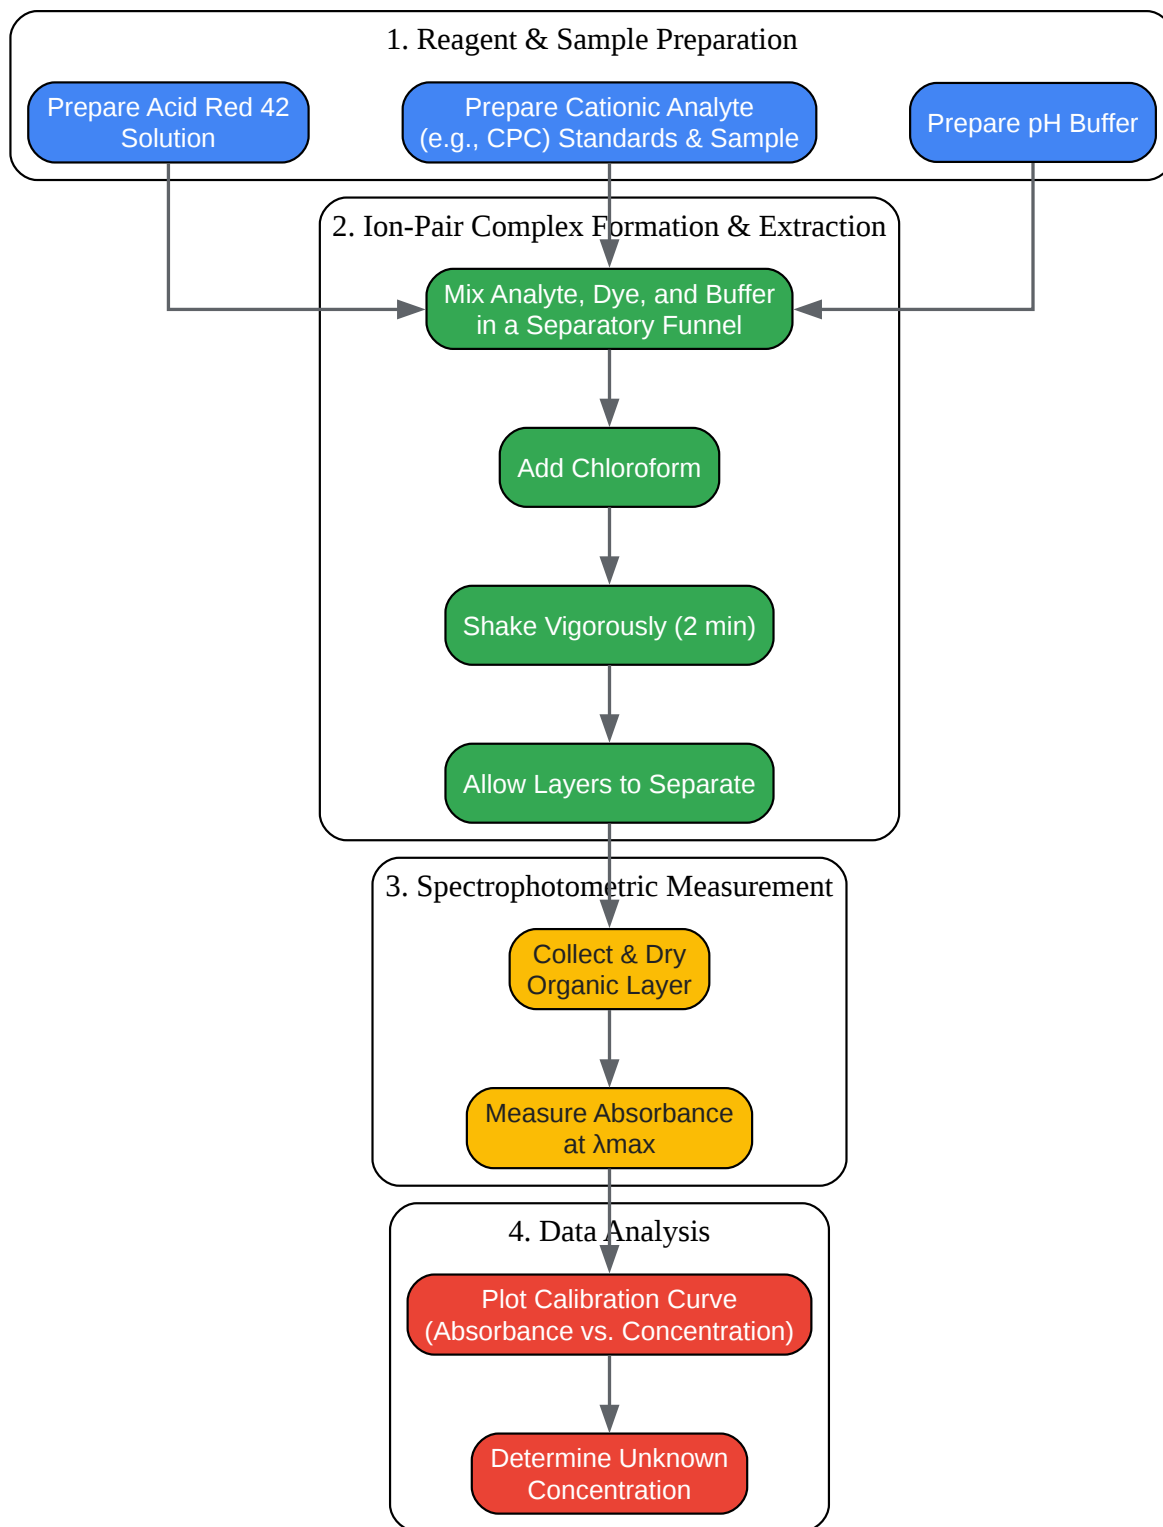 1. Reagent & Sample Preparation
Prepare Acid Red 42
Solution
Prepare Cationic Analyte
(e.g., CPC) Standards & Sample
Prepare pH Buffer
2. Ion-Pair Complex Formation & Extraction
Mix Analyte, Dye, and Buffer
in a Separatory Funnel
Add Chloroform
Shake Vigorously (2 min)
Allow Layers to Separate
3. Spectrophotometric Measurement
Collect & Dry
Organic Layer
Measure Absorbance
at λmax
4. Data Analysis
Plot Calibration Curve
(Absorbance vs. Concentration)
Determine Unknown
Concentration